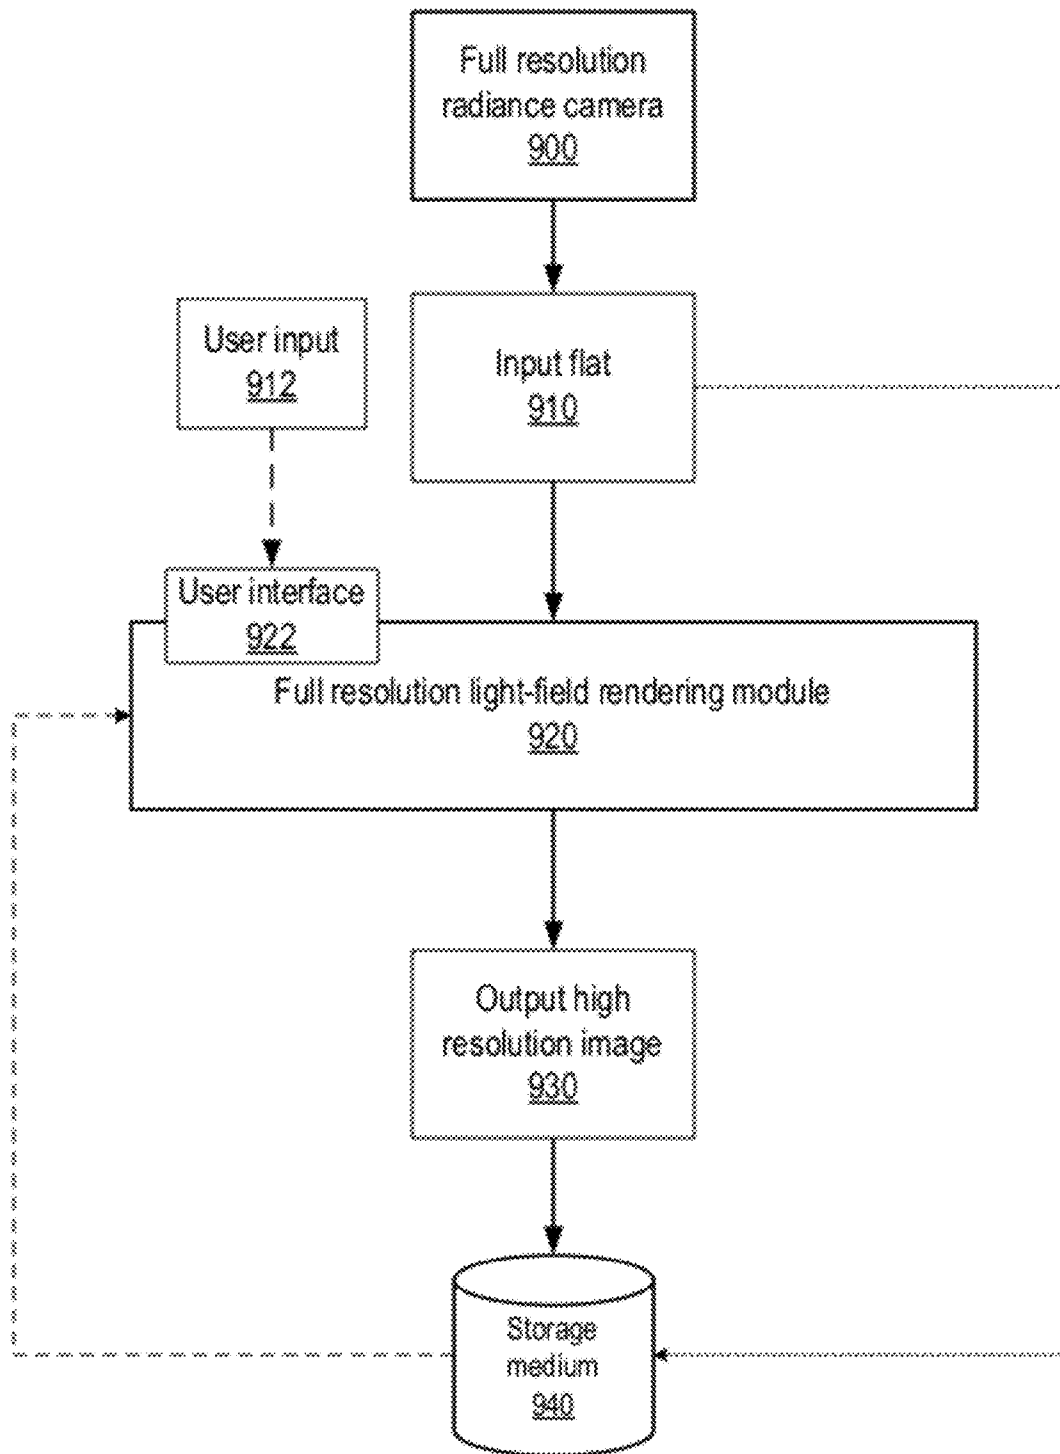 Full resolution
radiance camera
900
User input
912
Input flat
910
User interface
922
Full resolution light-field rendering module
920
Output high
resolution image
930
Storage
medium
940